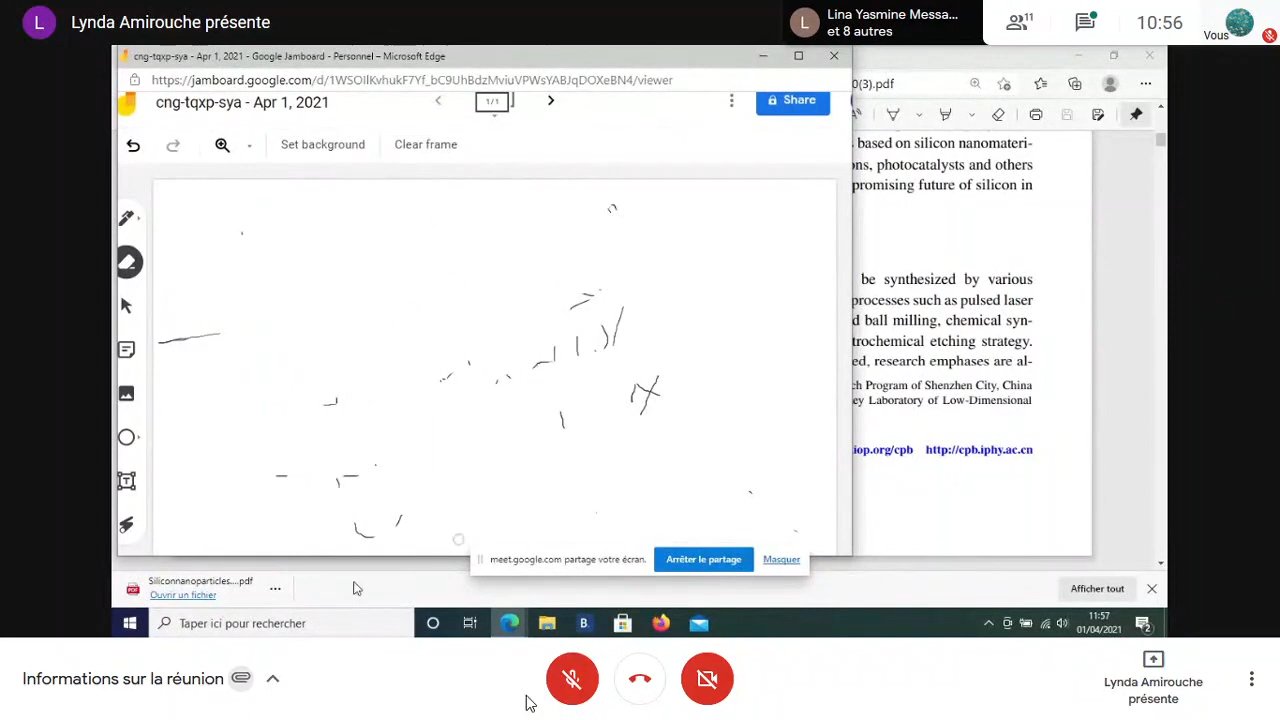 L Lynda Amirouche présente
L Lina Yasmine Messa...
et 8 autres
11
10:56
Vous
cng-tqxp-sya - Apr 1, 2021 - Google Jamboard - Personnel - Microsoft Edge
https://jamboard.google.com/d/1WSOIlKvhukF7Yf_bC9UhBdzMviuVPWsYABJqDOXeBN4/viewer
0(3).pdf
cng-tqxp-sya - Apr 1, 2021
1/1
Share
Set background
Clear frame
based on silicon nanomateri-
ons, photocatalysts and others
promising future of silicon in
be synthesized by various
processes such as pulsed laser
d ball milling, chemical syn-
trochemical etching strategy.
ed, research emphases are al-
ch Program of Shenzhen City, China
ey Laboratory of Low-Dimensional
iop.org/cpb http://cpb.iphy.ac.cn
meet.google.com partage votre écran.
Arrêter le partage
Masquer
Siliconnanoparticles....pdf
Ouvrir un fichier
Afficher tout
Taper ici pour rechercher
B.
11:57
01/04/2021
2
Informations sur la réunion
Lynda Amirouche
présente